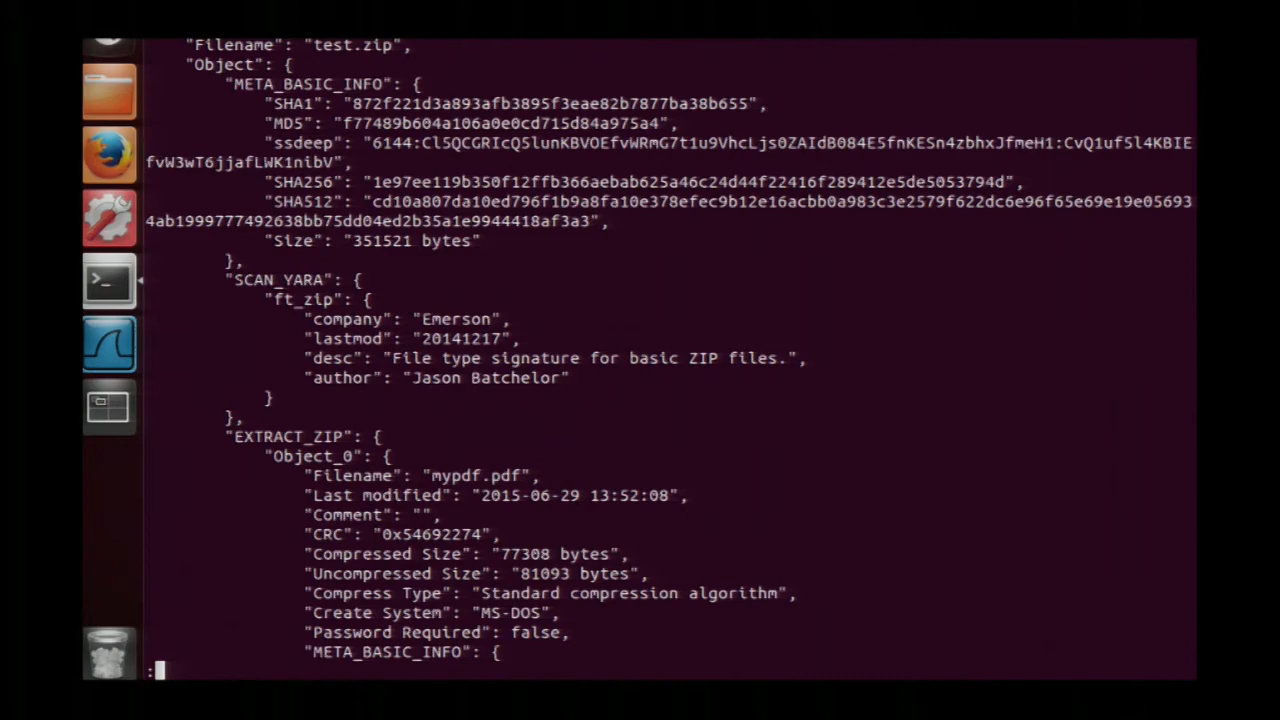 "Filename": "test.zip",
"Object": {
"META_BASIC_INFO": {
"SHA1": "872f221d3a893afb3895f3eae82b7877ba38b655",
"MD5": "f77489b604a106a0e0cd715d84a975a4",
"ssdeep": "6144:Cl5QCGRIcQ5lunKBVOEfvWRmG7t1u9VhcLjs0ZAIdB084E5fnKESn4zbhxJfmeH1:CvQ1uf5l4KBIE
fvW3wT6jjafLWK1nibV",
"SHA256": "1e97ee119b350f12ffb366aebab625a46c24d44f22416f289412e5de5053794d",
"SHA512": "cd10a807da10ed796f1b9a8fa10e378efec9b12e16acbb0a983c3e2579f622dc6e96f65e69e19e05693
4ab1999777492638bb75dd04ed2b35a1e9944418af3a3",
"Size": "351521 bytes"
},
"SCAN_YARA": {
"ft_zip": {
"company": "Emerson",
"lastmod": "20141217",
"desc": "File type signature for basic ZIP files.",
"author": "Jason Batchelor"
}
},
"EXTRACT_ZIP": {
"Object_0": {
"Filename": "mypdf.pdf",
"Last modified": "2015-06-29 13:52:08",
"Comment": "",
"CRC": "0x54692274",
"Compressed Size": "77308 bytes",
"Uncompressed Size": "81093 bytes",
"Compress Type": "Standard compression algorithm",
"Create System": "MS-DOS",
"Password Required": false,
"META_BASIC_INFO": {
: